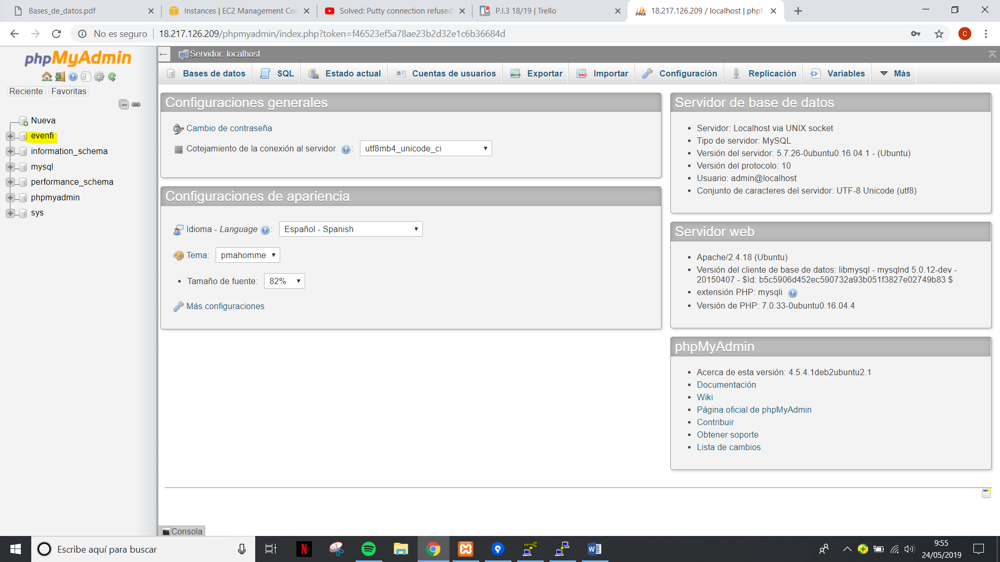 Bases_de_datos.pdf
Instances | EC2 Management Con
Solved: Putty connection refused
P.I.3 18/19 | Trello
18.217.126.209 / localhost | phpM
No es seguro
18.217.126.209/phpmyadmin/index.php?token=f46523ef5a78ae23b2d32e1c6b36684d
C
phpMyAdmin
Reciente
Favoritas
Nueva
evenfi
information_schema
mysql
performance_schema
phpmyadmin
sys
Servidor: localhost
Bases de datos
SQL
Estado actual
Cuentas de usuarios
Exportar
Importar
Configuración
Replicación
Variables
Más
Configuraciones generales
Cambio de contraseña
Cotejamiento de la conexión al servidor : utf8mb4_unicode_ci
Configuraciones de apariencia
Idioma - Language : Español - Spanish
Tema: pmahomme
Tamaño de fuente: 82%
Más configuraciones
Servidor de base de datos
Servidor: Localhost via UNIX socket
Tipo de servidor: MySQL
Versión del servidor: 5.7.26-0ubuntu0.16.04.1 - (Ubuntu)
Versión del protocolo: 10
Usuario: admin@localhost
Conjunto de caracteres del servidor: UTF-8 Unicode (utf8)
Servidor web
Apache/2.4.18 (Ubuntu)
Versión del cliente de base de datos: libmysql - mysqlnd 5.0.12-dev -
20150407 - $Id: b5c5906d452ec590732a93b051f3827e02749b83 $
extensión PHP: mysqli
Versión de PHP: 7.0.33-0ubuntu0.16.04.4
phpMyAdmin
Acerca de esta versión: 4.5.4.1deb2ubuntu2.1
Documentación
Wiki
Página oficial de phpMyAdmin
Contribuir
Obtener soporte
Lista de cambios
Consola
Escribe aquí para buscar
9:55
24/05/2019